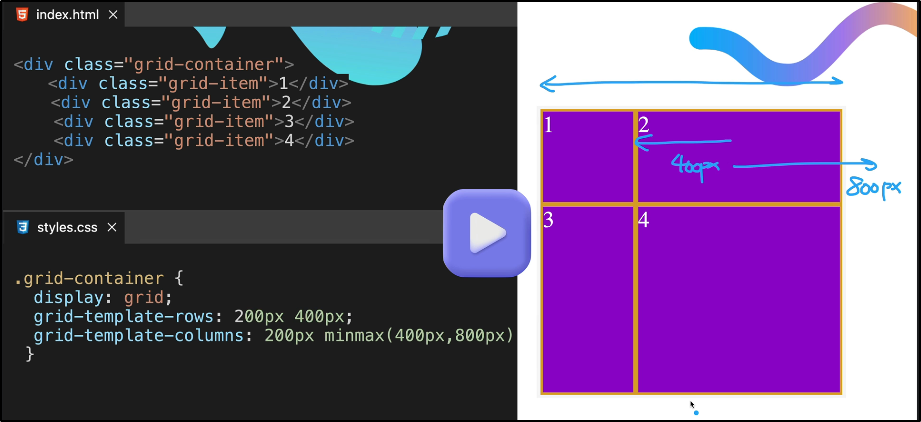 index.html ×
<div class="grid-container">
<div class="grid-item">1</div>
<div class="grid-item">2</div>
<div class="grid-item">3</div>
<div class="grid-item">4</div>
</div>
styles.css ×
.grid-container {
display: grid;
grid-template-rows: 200px 400px;
grid-template-columns: 200px minmax(400px,800px)
}
1 2
400px
800px
3 4